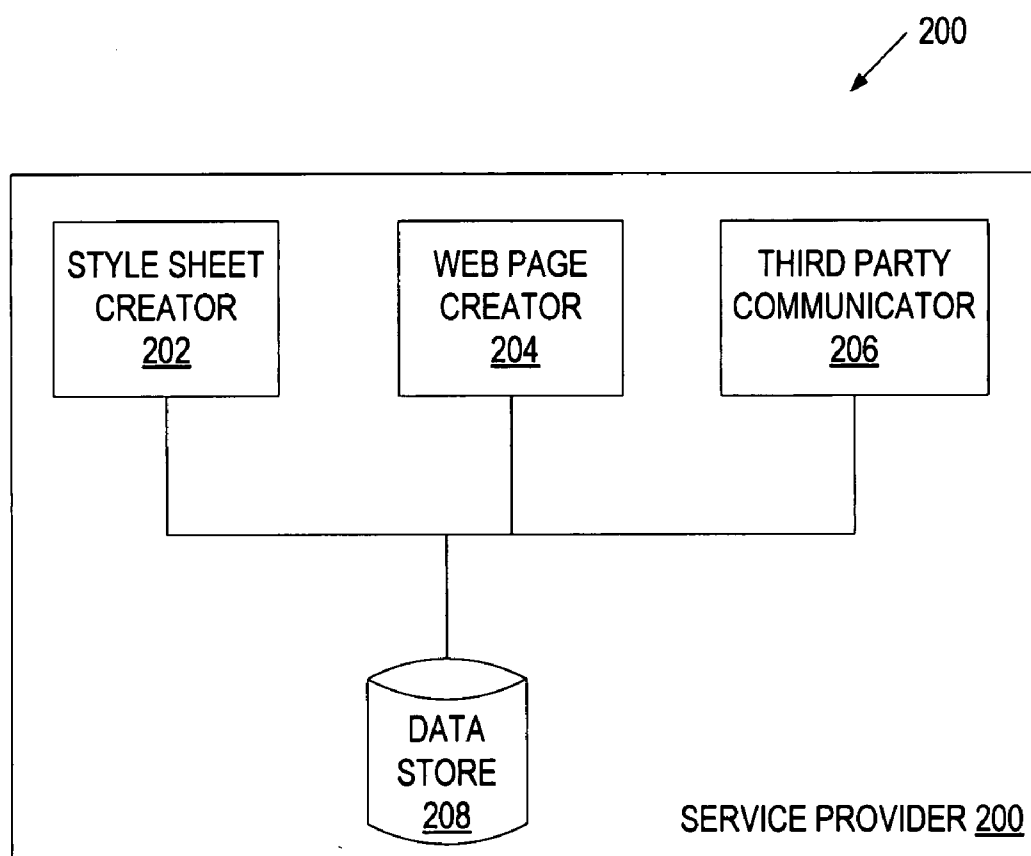 200
STYLE SHEET
CREATOR
202
WEB PAGE
CREATOR
204
THIRD PARTY
COMMUNICATOR
206
DATA
STORE
208
SERVICE PROVIDER 200